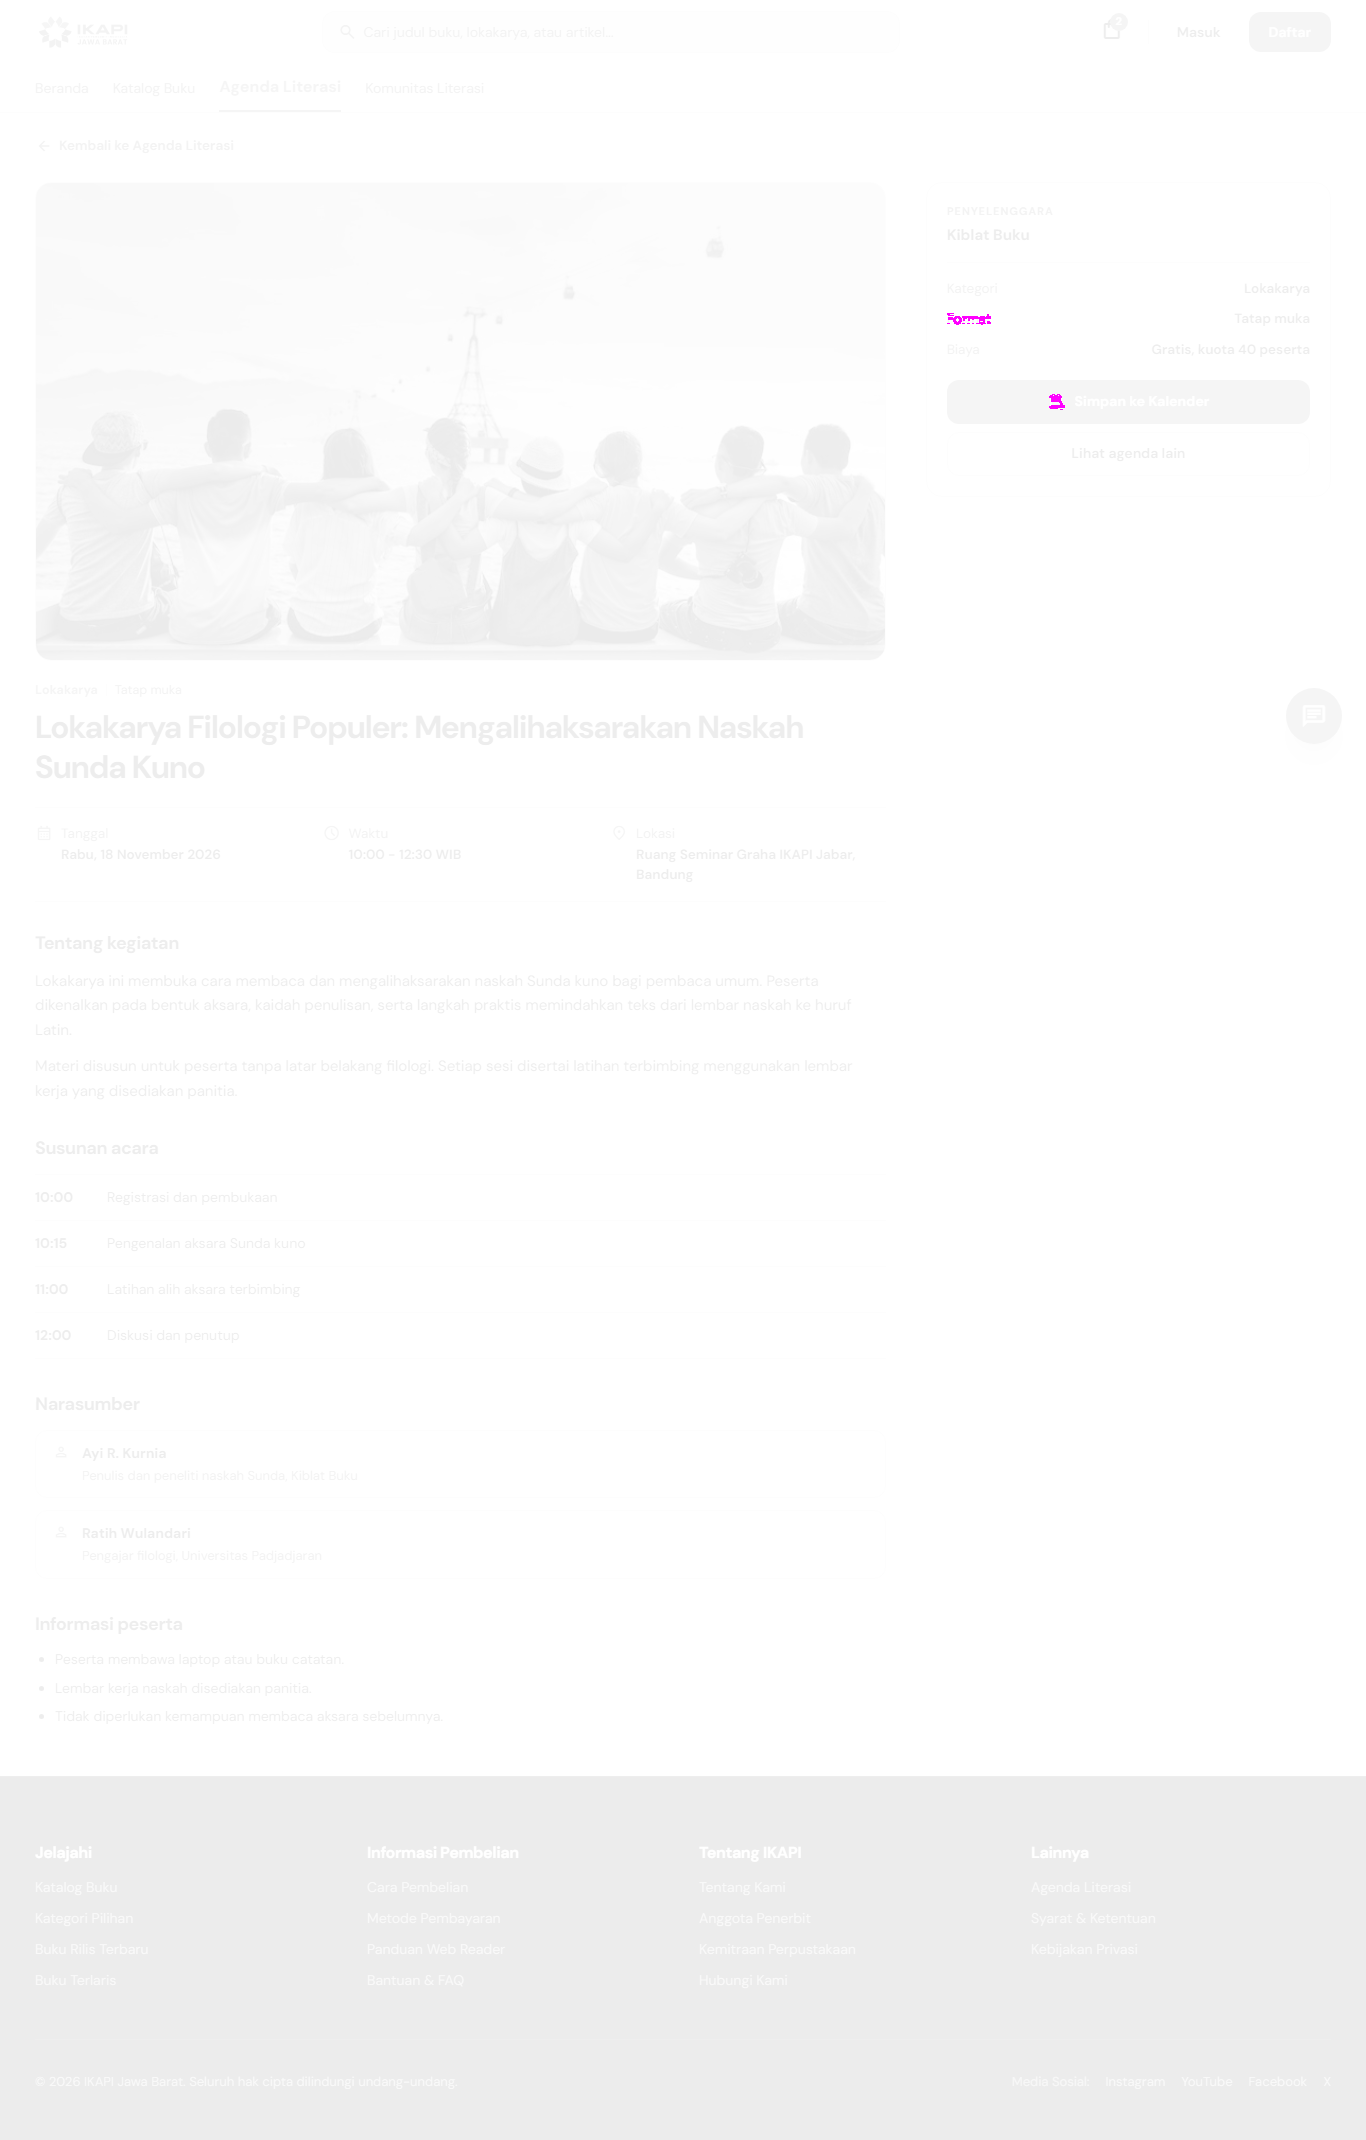 IKAPI
JAWA BARAT
Cari judul buku, lokakarya, atau artikel...
2
Masuk
Daftar
Beranda
Katalog Buku
Agenda Literasi
Komunitas Literasi
Kembali ke Agenda Literasi
PENYELENGGARA
Kiblat Buku
Kategori
Lokakarya
Format
Tatap muka
Biaya
Gratis, kuota 40 peserta
Simpan ke Kalender
Lihat agenda lain
Lokakarya
Tatap muka
Lokakarya Filologi Populer: Mengalihaksarakan Naskah
Sunda Kuno
Tanggal
Rabu, 18 November 2026
Waktu
10:00 - 12:30 WIB
Lokasi
Ruang Seminar Graha IKAPI Jabar,
Bandung
Tentang kegiatan
Lokakarya ini membuka cara membaca dan mengalihaksarakan naskah Sunda kuno bagi pembaca umum. Peserta
dikenalkan pada bentuk aksara, kaidah penulisan, serta langkah praktis memindahkan teks dari lembar naskah ke huruf
Latin.
Materi disusun untuk peserta tanpa latar belakang filologi. Setiap sesi disertai latihan terbimbing menggunakan lembar
kerja yang disediakan panitia.
Susunan acara
10:00 Registrasi dan pembukaan
10:15 Pengenalan aksara Sunda kuno
11:00 Latihan alih aksara terbimbing
12:00 Diskusi dan penutup
Narasumber
Ayi R. Kurnia
Penulis dan peneliti naskah Sunda, Kiblat Buku
Ratih Wulandari
Pengajar filologi, Universitas Padjadjaran
Informasi peserta
Peserta membawa laptop atau buku catatan.
Lembar kerja naskah disediakan panitia.
Tidak diperlukan kemampuan membaca aksara sebelumnya.
Jelajahi
Katalog Buku
Kategori Pilihan
Buku Rilis Terbaru
Buku Terlaris
Informasi Pembelian
Cara Pembelian
Metode Pembayaran
Panduan Web Reader
Bantuan & FAQ
Tentang IKAPI
Tentang Kami
Anggota Penerbit
Kemitraan Perpustakaan
Hubungi Kami
Lainnya
Agenda Literasi
Syarat & Ketentuan
Kebijakan Privasi
© 2026 IKAPI Jawa Barat. Seluruh hak cipta dilindungi undang-undang.
Media Sosial: Instagram YouTube Facebook X